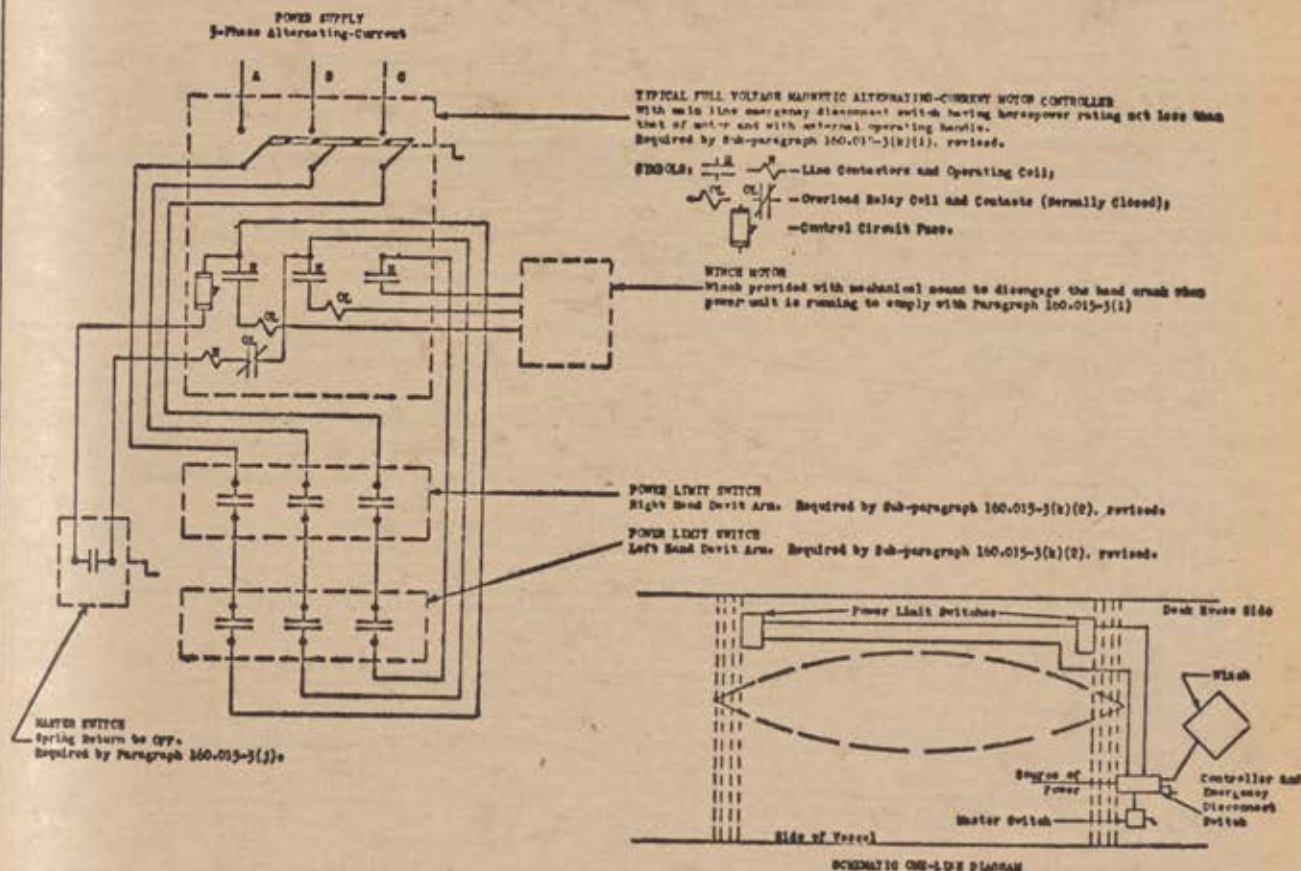 POWER SUPPLY
3-Phase Alternating-Current
A B C
TYPICAL FULL VOLTAGE MAGNETIC ALTERNATING-CURRENT MOTOR CONTROLLER
With main line emergency disconnect switch having horsepower rating not less than
that of motor and with external operating handle.
Required by Sub-paragraph 160.015-3(k)(1), revised.
SYMBOLS: M M —Line Contactors and Operating Coil;
OL OL —Overload Relay Coil and Contacts (Normally Closed);
F —Control Circuit Fuse.
M M M
F
OL
OL
M OL
WINCH MOTOR
Winch provided with mechanical means to disengage the hand crank when
power unit is running to comply with Paragraph 160.015-3(i)
POWER LIMIT SWITCH
Right Hand Davit Arm. Required by Sub-paragraph 160.015-3(k)(2), revised.
POWER LIMIT SWITCH
Left Hand Davit Arm. Required by Sub-paragraph 160.015-3(k)(2), revised.
MASTER SWITCH
Spring Return to OFF.
Required by Paragraph 160.015-3(j).
Power Limit Switches
Deck House Side
Winch
Source of
Power
Controller and
Emergency
Disconnect
Switch
Master Switch
Side of Vessel
SCHEMATIC ONE-LINE DIAGRAM